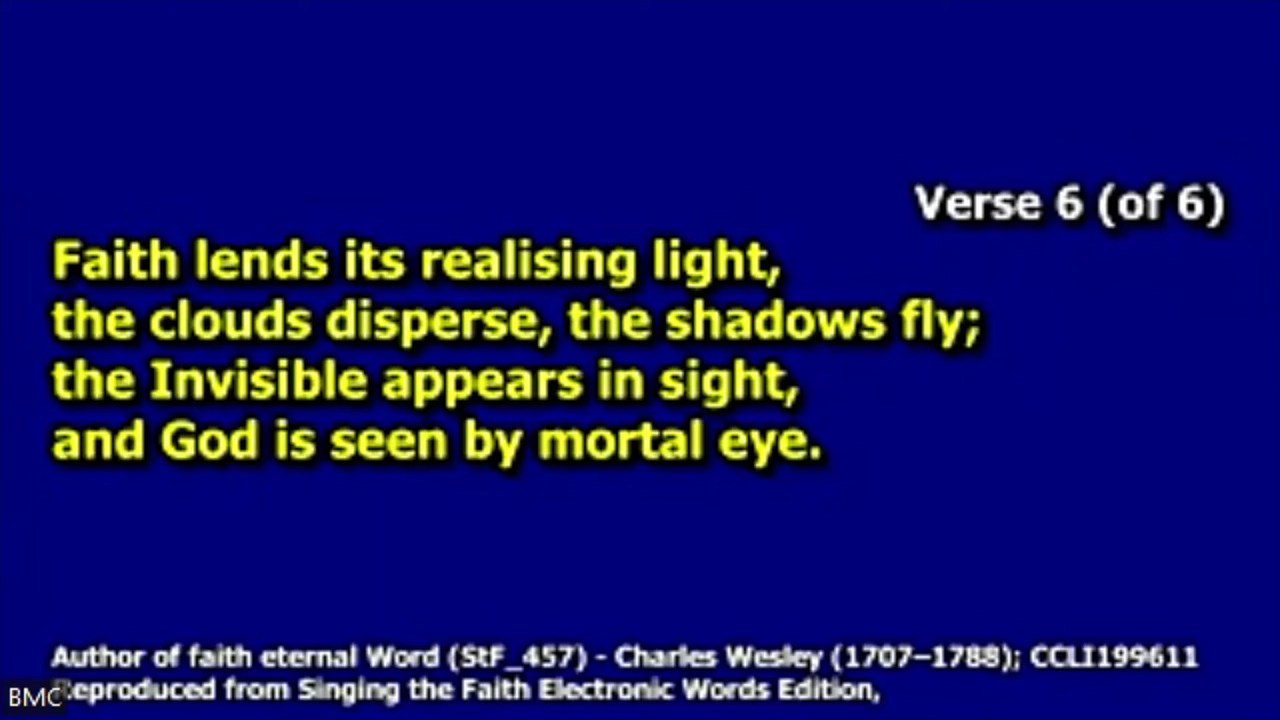 Verse 6 (of 6)
Faith lends its realising light,
the clouds disperse, the shadows fly;
the Invisible appears in sight,
and God is seen by mortal eye.
Author of faith eternal Word (StF_457) - Charles Wesley (1707–1788); CCLI199611
Reproduced from Singing the Faith Electronic Words Edition,
BMC